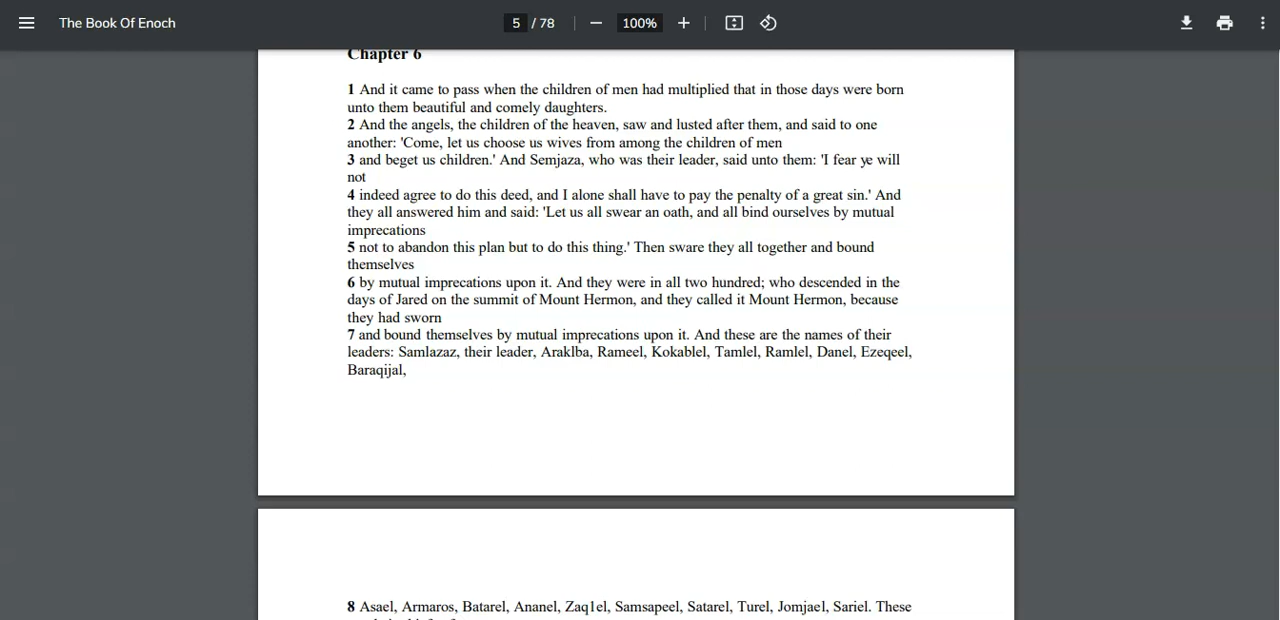 The Book Of Enoch
5 / 78
100%
Chapter 6
1 And it came to pass when the children of men had multiplied that in those days were born
unto them beautiful and comely daughters.
2 And the angels, the children of the heaven, saw and lusted after them, and said to one
another: 'Come, let us choose us wives from among the children of men
3 and beget us children.' And Semjaza, who was their leader, said unto them: 'I fear ye will
not
4 indeed agree to do this deed, and I alone shall have to pay the penalty of a great sin.' And
they all answered him and said: 'Let us all swear an oath, and all bind ourselves by mutual
imprecations
5 not to abandon this plan but to do this thing.' Then sware they all together and bound
themselves
6 by mutual imprecations upon it. And they were in all two hundred; who descended in the
days of Jared on the summit of Mount Hermon, and they called it Mount Hermon, because
they had sworn
7 and bound themselves by mutual imprecations upon it. And these are the names of their
leaders: Samlazaz, their leader, Araklba, Rameel, Kokablel, Tamlel, Ramlel, Danel, Ezeqeel,
Baraqijal,
8 Asael, Armaros, Batarel, Ananel, Zaq1el, Samsapeel, Satarel, Turel, Jomjael, Sariel. These